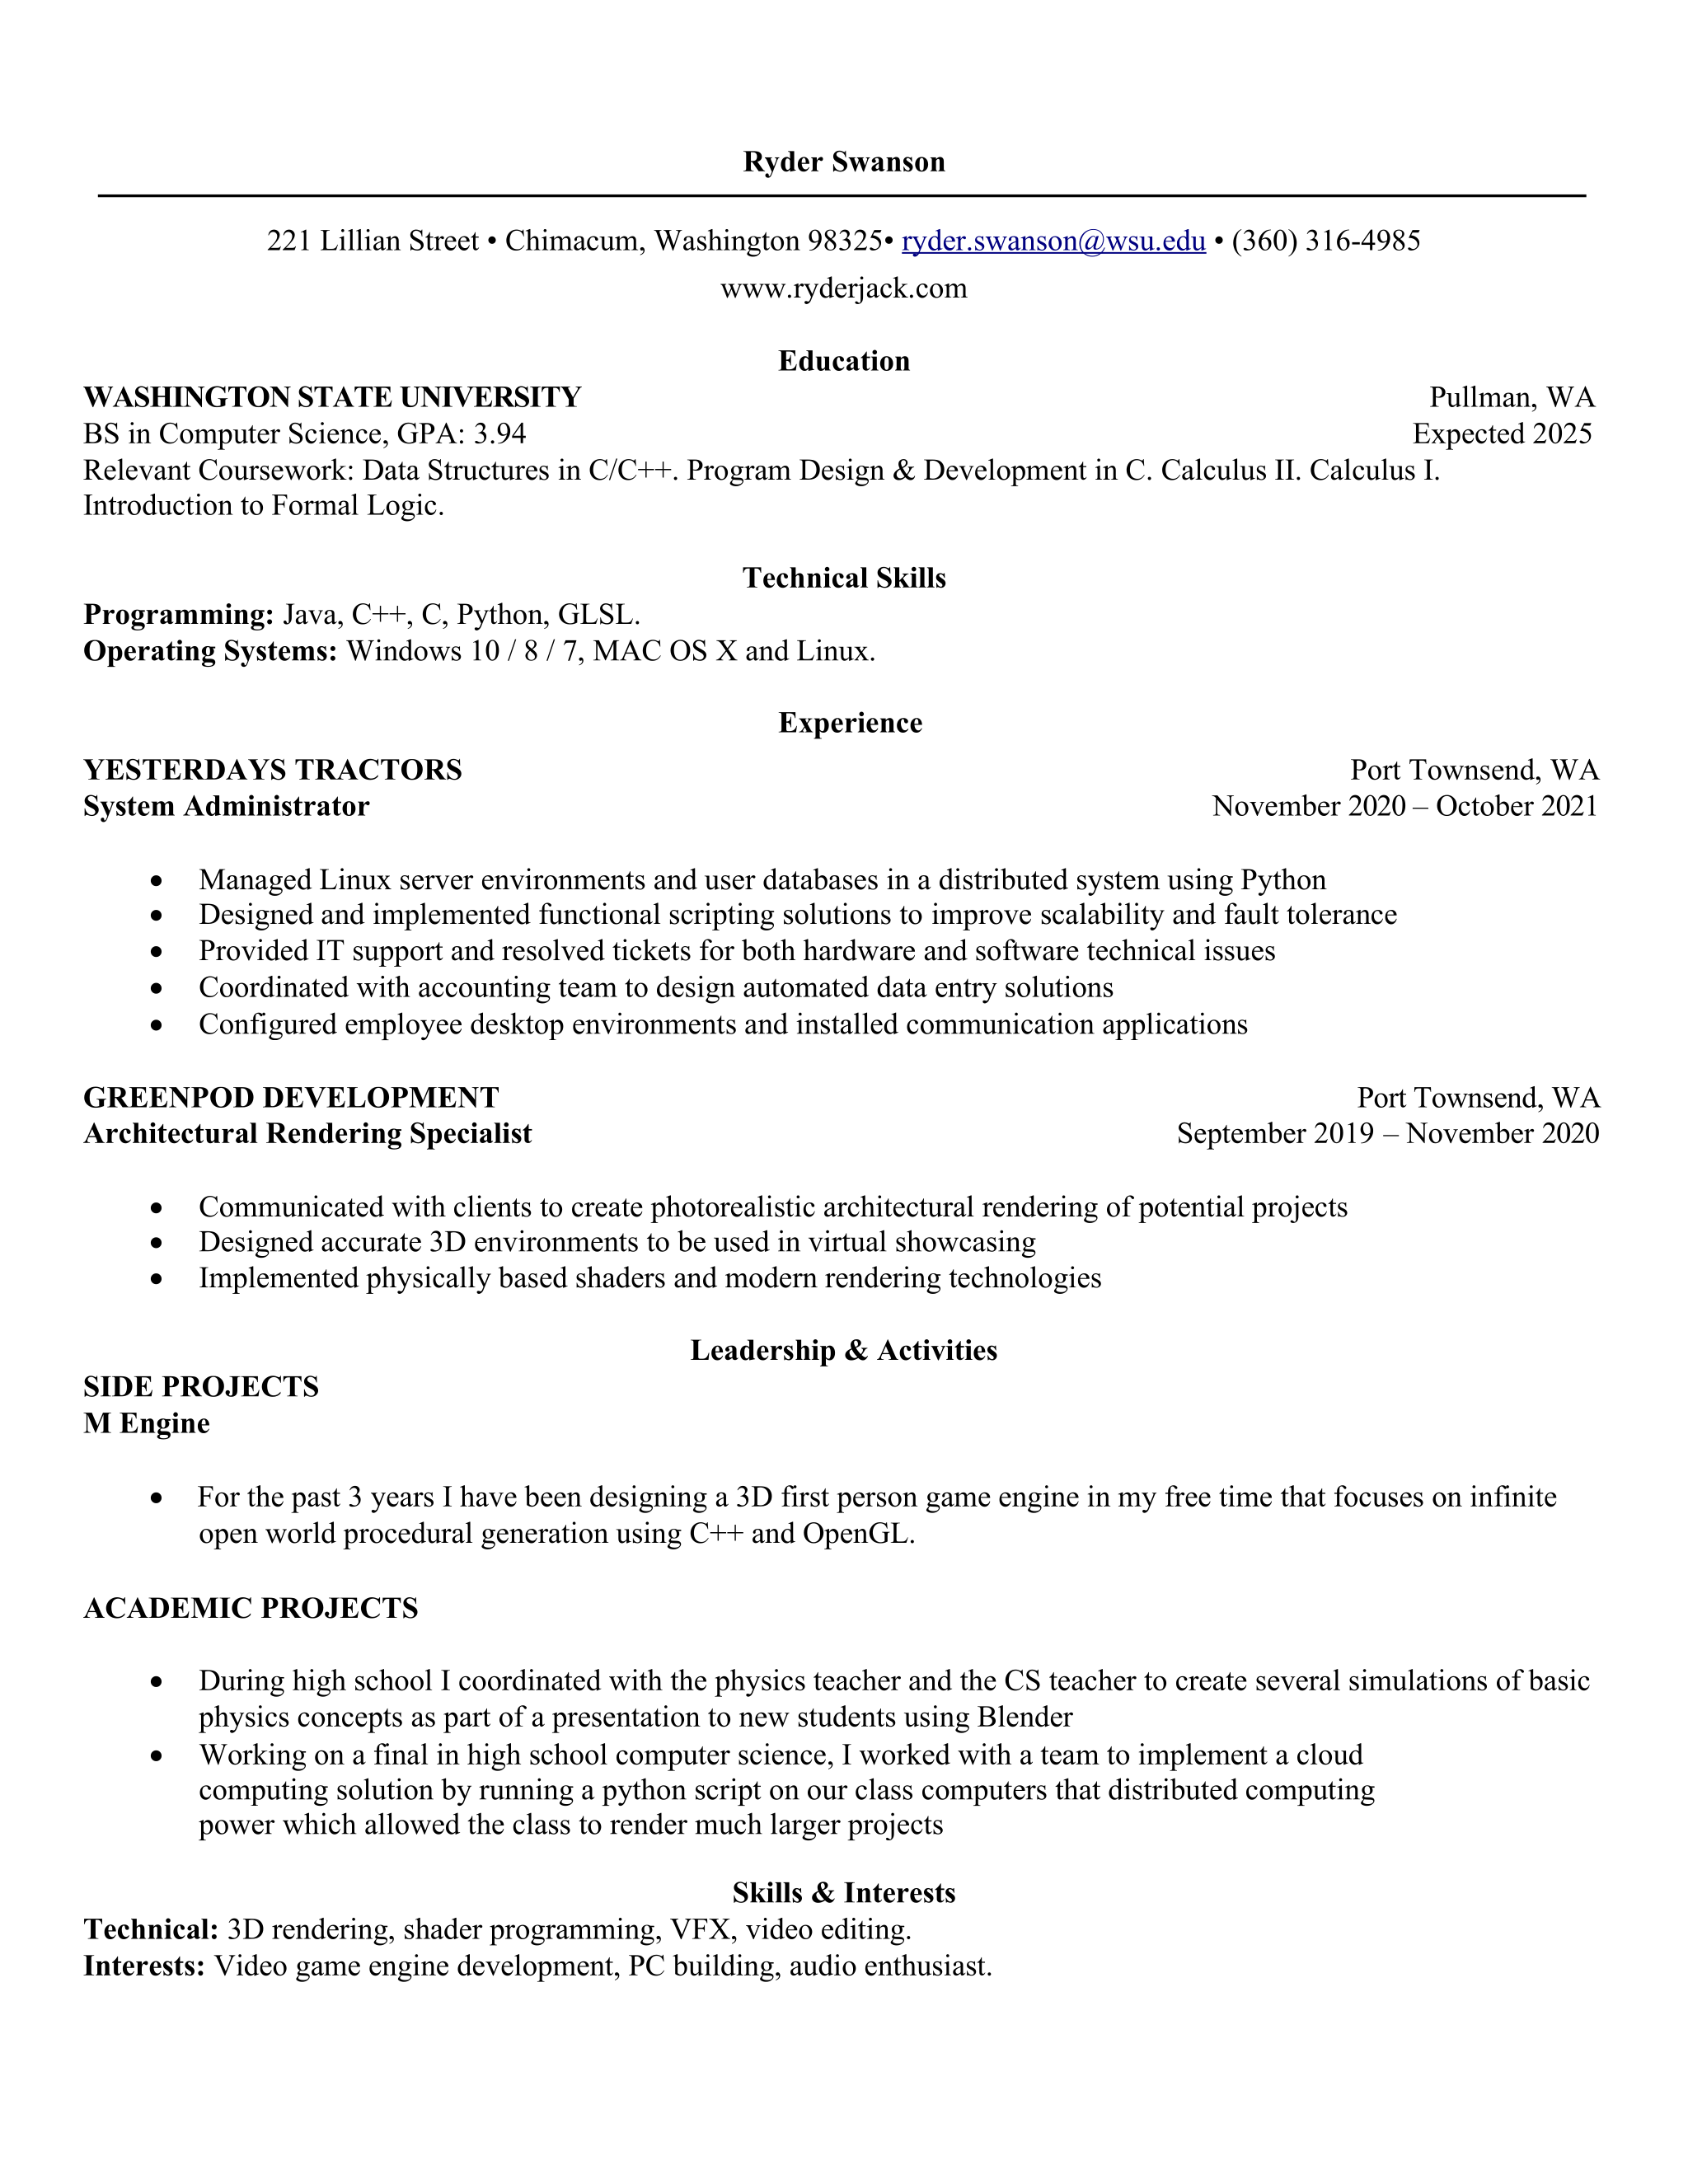 Ryder Swanson
221 Lillian Street • Chimacum, Washington 98325• ryder.swanson@wsu.edu • (360) 316-4985
www.ryderjack.com
Education
WASHINGTON STATE UNIVERSITY Pullman, WA
BS in Computer Science, GPA: 3.94 Expected 2025
Relevant Coursework: Data Structures in C/C++. Program Design & Development in C. Calculus II. Calculus I.
Introduction to Formal Logic.
Technical Skills
Programming: Java, C++, C, Python, GLSL.
Operating Systems: Windows 10 / 8 / 7, MAC OS X and Linux.
Experience
YESTERDAYS TRACTORS Port Townsend, WA
System Administrator November 2020 – October 2021
• Managed Linux server environments and user databases in a distributed system using Python
• Designed and implemented functional scripting solutions to improve scalability and fault tolerance
• Provided IT support and resolved tickets for both hardware and software technical issues
• Coordinated with accounting team to design automated data entry solutions
• Configured employee desktop environments and installed communication applications
GREENPOD DEVELOPMENT Port Townsend, WA
Architectural Rendering Specialist September 2019 – November 2020
• Communicated with clients to create photorealistic architectural rendering of potential projects
• Designed accurate 3D environments to be used in virtual showcasing
• Implemented physically based shaders and modern rendering technologies
Leadership & Activities
SIDE PROJECTS
M Engine
• For the past 3 years I have been designing a 3D first person game engine in my free time that focuses on infinite
open world procedural generation using C++ and OpenGL.
ACADEMIC PROJECTS
• During high school I coordinated with the physics teacher and the CS teacher to create several simulations of basic
physics concepts as part of a presentation to new students using Blender
• Working on a final in high school computer science, I worked with a team to implement a cloud
computing solution by running a python script on our class computers that distributed computing
power which allowed the class to render much larger projects
Skills & Interests
Technical: 3D rendering, shader programming, VFX, video editing.
Interests: Video game engine development, PC building, audio enthusiast.